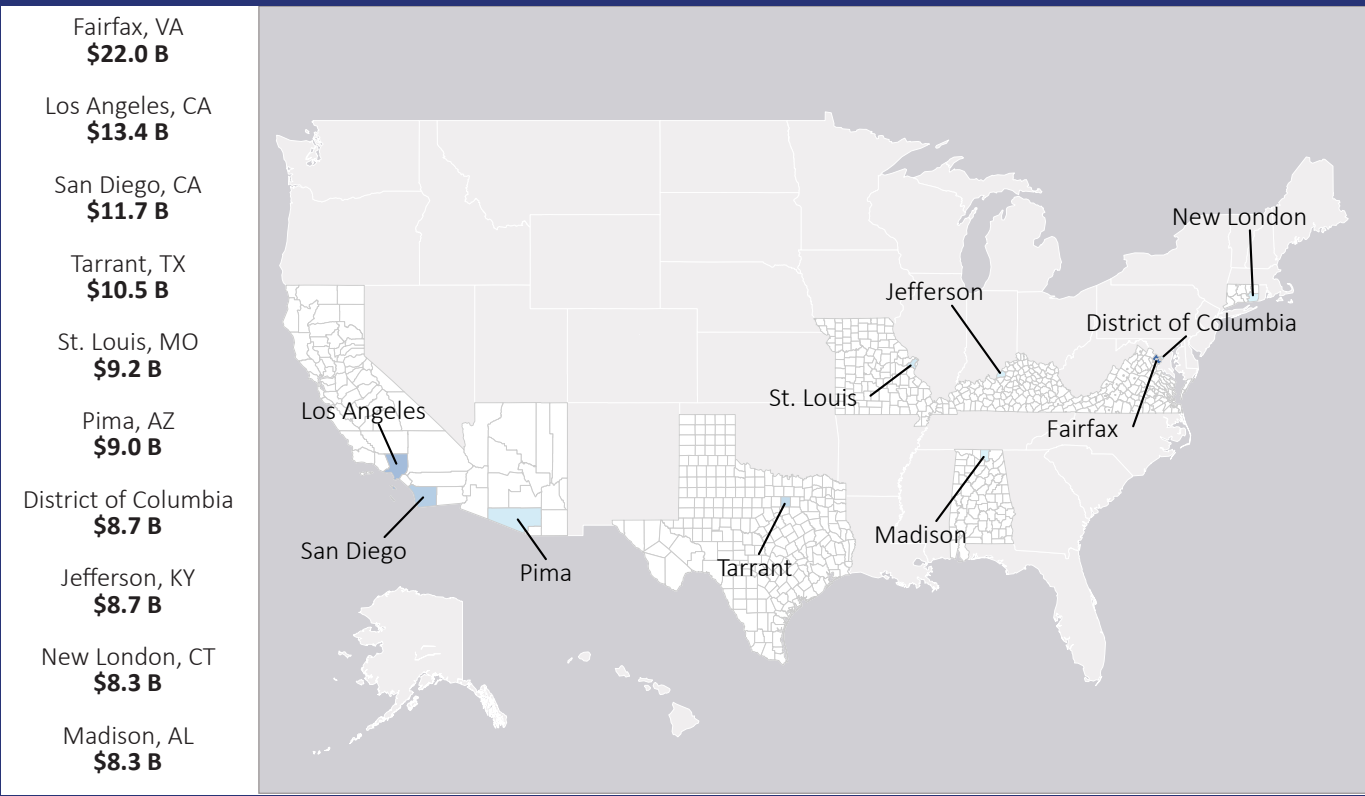 Fairfax, VA
$22.0 B
Los Angeles, CA
$13.4 B
San Diego, CA
$11.7 B
Tarrant, TX
$10.5 B
St. Louis, MO
$9.2 B
Pima, AZ
$9.0 B
District of Columbia
$8.7 B
Jefferson, KY
$8.7 B
New London, CT
$8.3 B
Madison, AL
$8.3 B
New London
Jefferson
District of Columbia
St. Louis
Los Angeles
Fairfax
Madison
San Diego
Tarrant
Pima